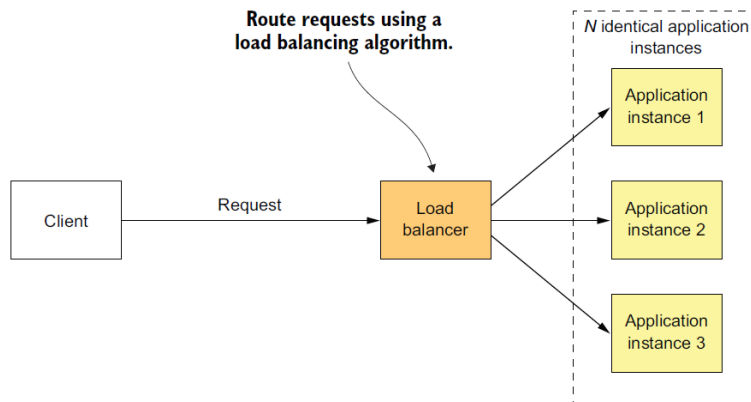 Route requests using a
load balancing algorithm.
N identical application
instances
Application
instance 1
Client
Request
Load
balancer
Application
instance 2
Application
instance 3